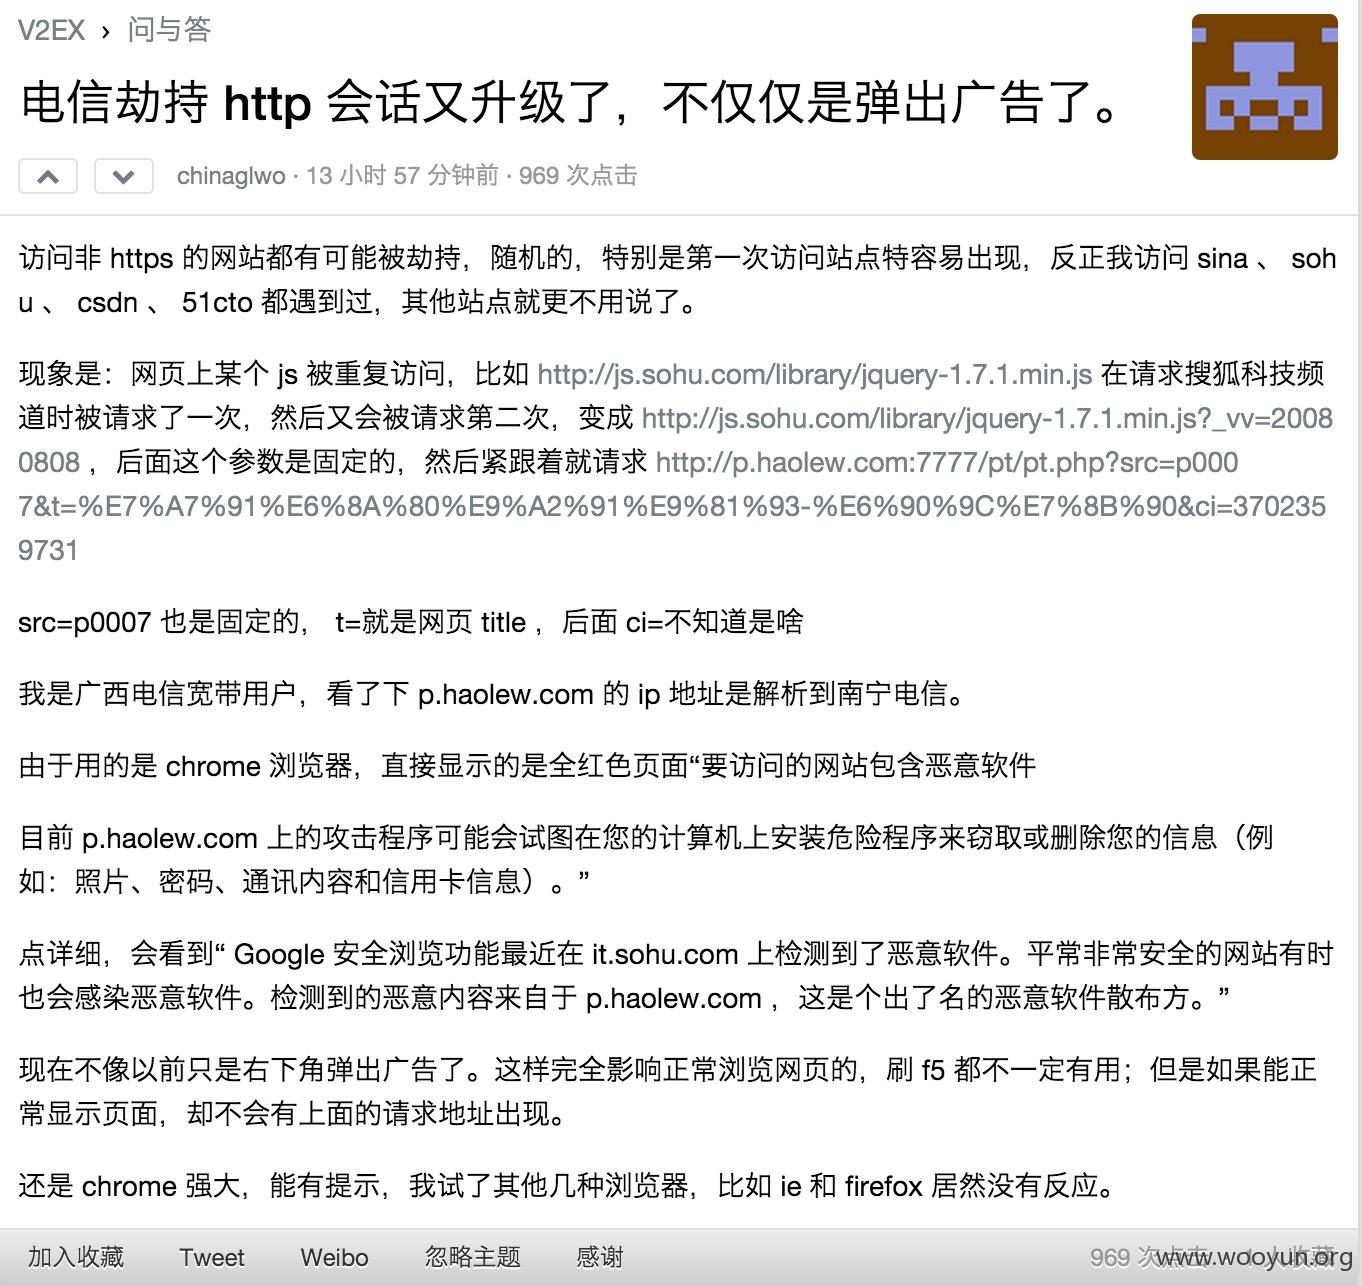 V2EX › 问与答
电信劫持 http 会话又升级了，不仅仅是弹出广告了。
chinaglwo · 13 小时 57 分钟前 · 969 次点击
访问非 https 的网站都有可能被劫持，随机的，特别是第一次访问站点特容易出现，反正我访问 sina 、 soh
u 、 csdn 、 51cto 都遇到过，其他站点就更不用说了。
现象是：网页上某个 js 被重复访问，比如 http://js.sohu.com/library/jquery-1.7.1.min.js 在请求搜狐科技频
道时被请求了一次，然后又会被请求第二次，变成 http://js.sohu.com/library/jquery-1.7.1.min.js?_vv=2008
0808 ，后面这个参数是固定的，然后紧跟着就请求 http://p.haolew.com:7777/pt/pt.php?src=p000
7&t=%E7%A7%91%E6%8A%80%E9%A2%91%E9%81%93-%E6%90%9C%E7%8B%90&ci=370235
9731
src=p0007 也是固定的， t=就是网页 title ，后面 ci=不知道是啥
我是广西电信宽带用户，看了下 p.haolew.com 的 ip 地址是解析到南宁电信。
由于用的是 chrome 浏览器，直接显示的是全红色页面“要访问的网站包含恶意软件
目前 p.haolew.com 上的攻击程序可能会试图在您的计算机上安装危险程序来窃取或删除您的信息（例
如：照片、密码、通讯内容和信用卡信息）。”
点详细，会看到“ Google 安全浏览功能最近在 it.sohu.com 上检测到了恶意软件。平常非常安全的网站有时
也会感染恶意软件。检测到的恶意内容来自于 p.haolew.com ，这是个出了名的恶意软件散布方。”
现在不像以前只是右下角弹出广告了。这样完全影响正常浏览网页的，刷 f5 都不一定有用；但是如果能正
常显示页面，却不会有上面的请求地址出现。
还是 chrome 强大，能有提示，我试了其他几种浏览器，比如 ie 和 firefox 居然没有反应。
加入收藏 Tweet Weibo 忽略主题 感谢 969 次点击 1 人收藏
www.wooyun.org